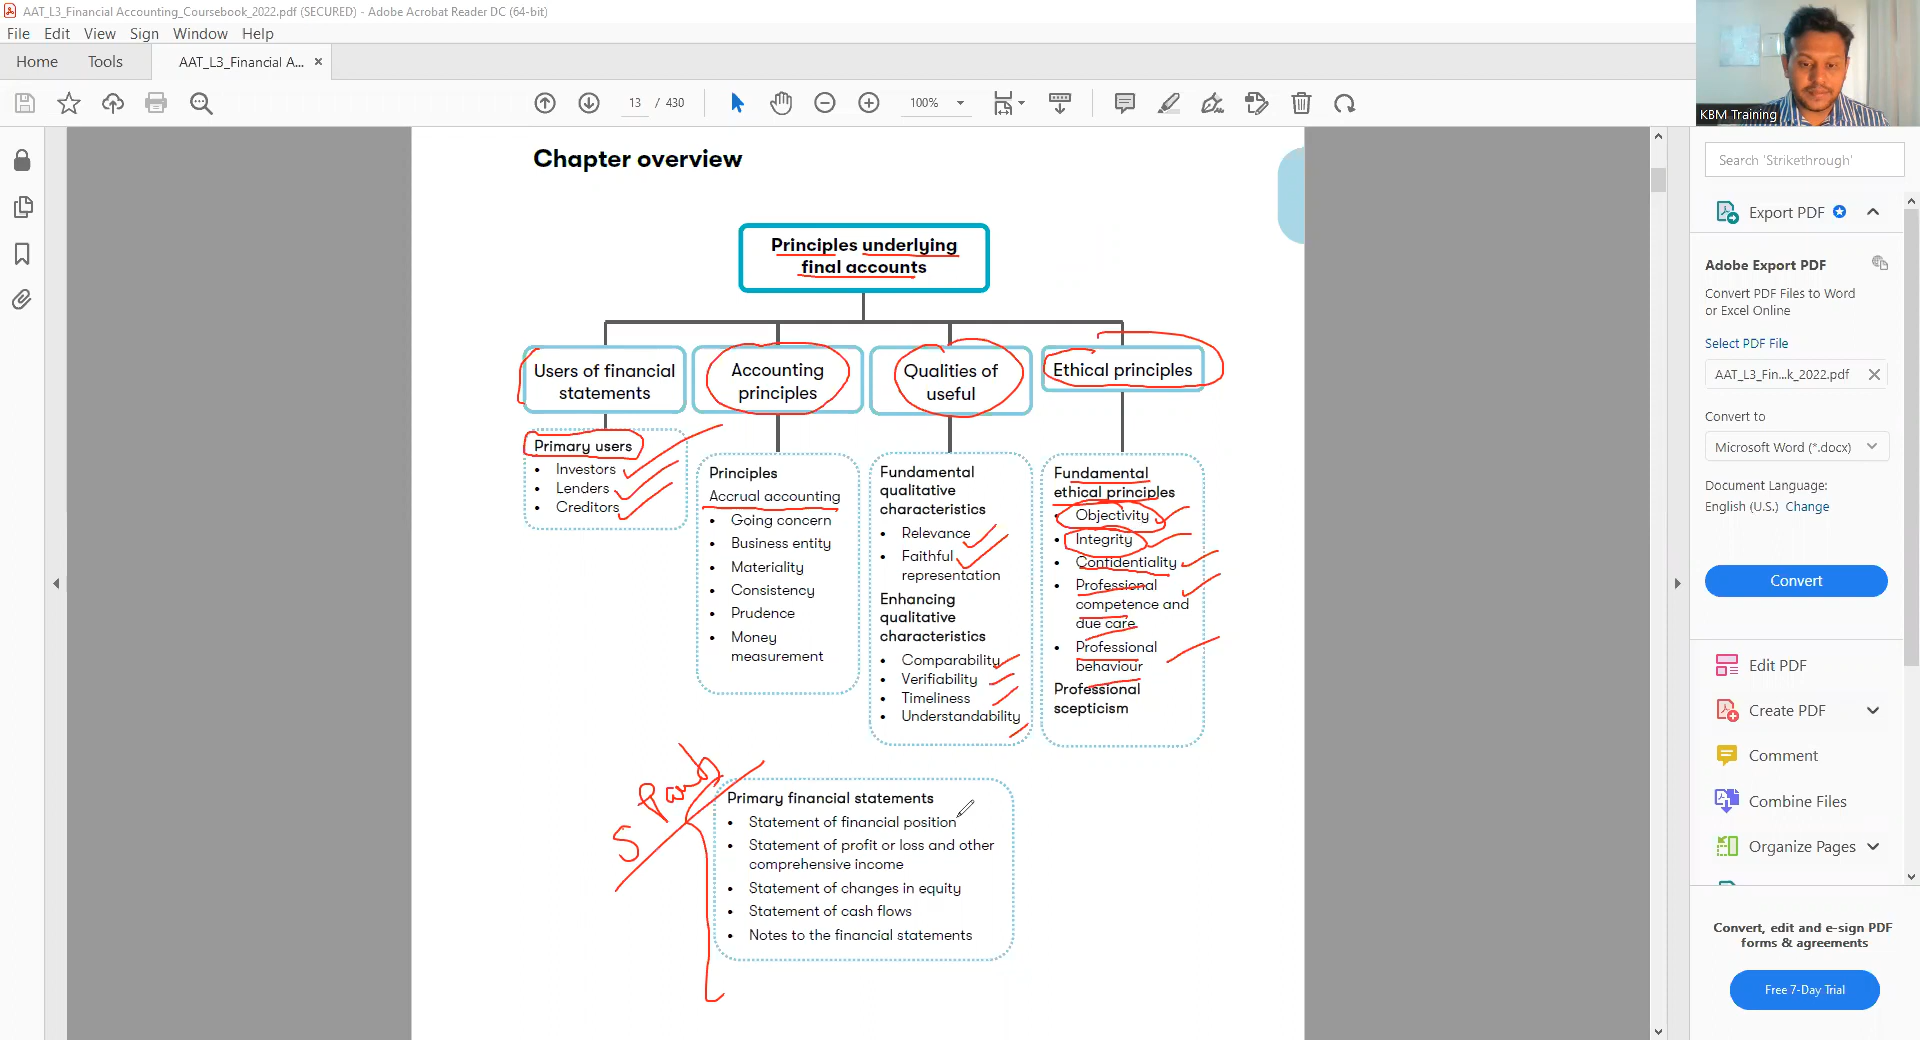 AAT_L3_Financial Accounting_Coursebook_2022.pdf (SECURED) - Adobe Acrobat Reader DC (64-bit)
File Edit View Sign Window Help
Home Tools AAT_L3_Financial A... ×
13 / 430 100%
KBM Training
Chapter overview
Principles underlying
final accounts
Users of financial
statements
Primary users
• Investors
• Lenders
• Creditors
Accounting
principles
Principles
Accrual accounting
• Going concern
• Business entity
• Materiality
• Consistency
• Prudence
• Money
measurement
Qualities of
useful
Fundamental
qualitative
characteristics
• Relevance
• Faithful
representation
Enhancing
qualitative
characteristics
• Comparability
• Verifiability
• Timeliness
• Understandability
Ethical principles
Fundamental
ethical principles
• Objectivity
• Integrity
• Confidentiality
• Professional
competence and
due care
• Professional
behaviour
Professional
scepticism
5
Primary financial statements
• Statement of financial position
• Statement of profit or loss and other
comprehensive income
• Statement of changes in equity
• Statement of cash flows
• Notes to the financial statements
Search 'Strikethrough'
Export PDF
Adobe Export PDF
Convert PDF Files to Word
or Excel Online
Select PDF File
AAT_L3_Fin...k_2022.pdf
Convert to
Microsoft Word (*.docx)
Document Language:
English (U.S.) Change
Convert
Edit PDF
Create PDF
Comment
Combine Files
Organize Pages
Convert, edit and e-sign PDF
forms & agreements
Free 7-Day Trial